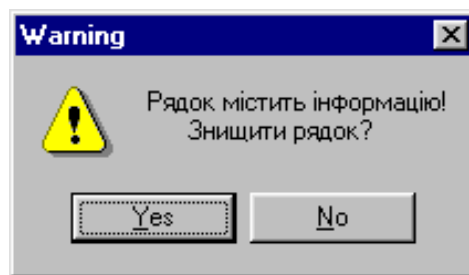 Warning
Рядок містить інформацію!
Знищити рядок?
Yes
No